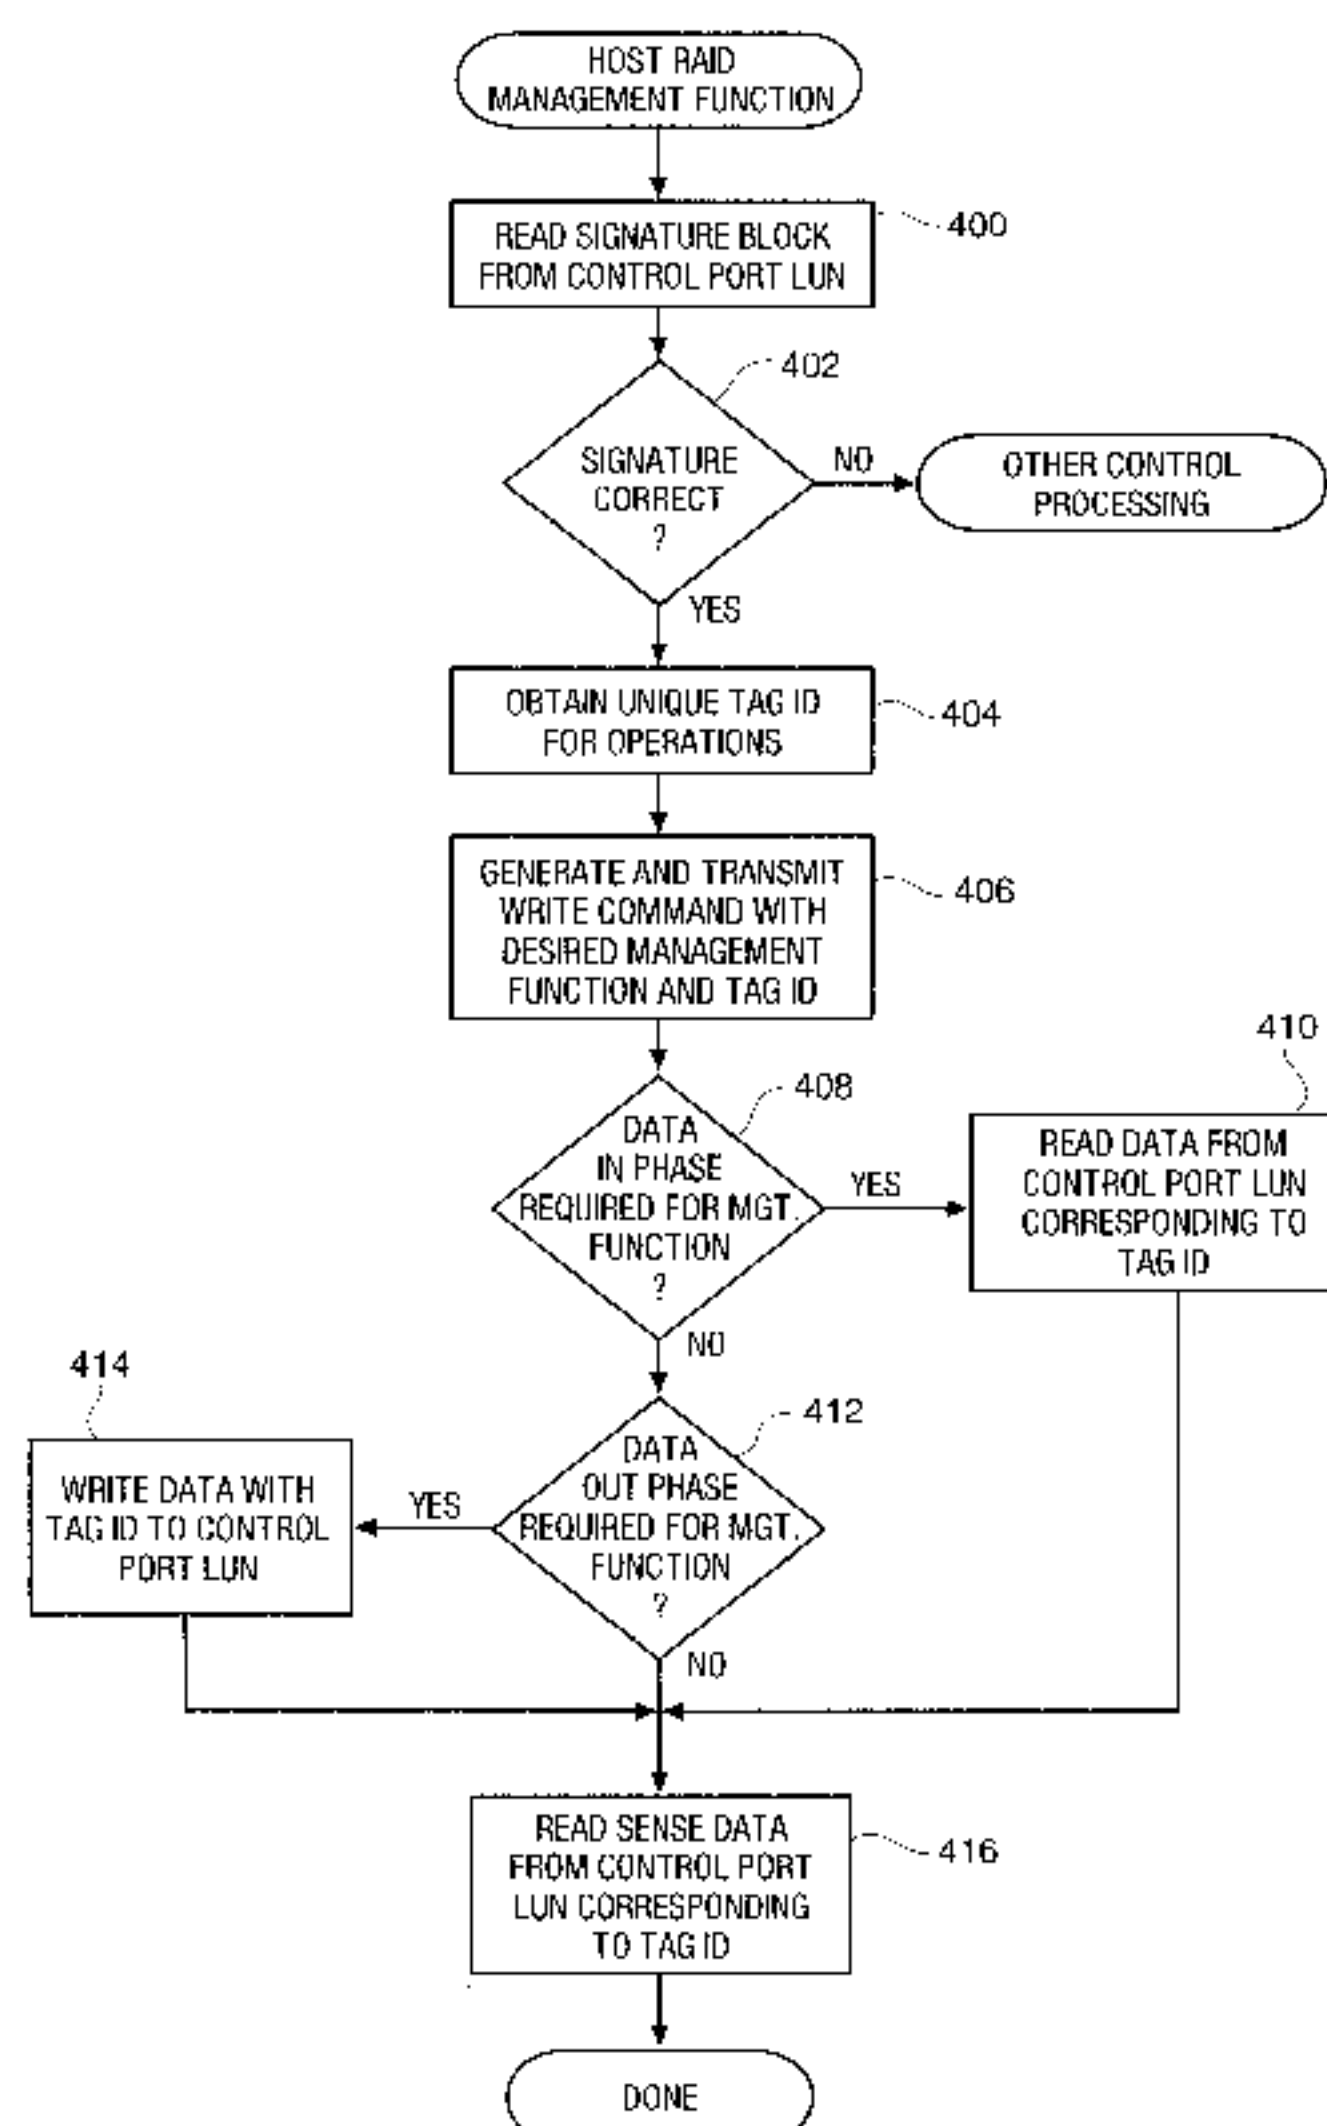 HOST RAID
MANAGEMENT FUNCTION
READ SIGNATURE BLOCK
FROM CONTROL PORT LUN
400
402
SIGNATURE
CORRECT
?
NO
OTHER CONTROL
PROCESSING
YES
OBTAIN UNIQUE TAG ID
FOR OPERATIONS
404
GENERATE AND TRANSMIT
WRITE COMMAND WITH
DESIRED MANAGEMENT
FUNCTION AND TAG ID
406
408
DATA
IN PHASE
REQUIRED FOR MGT.
FUNCTION
?
YES
410
READ DATA FROM
CONTROL PORT LUN
CORRESPONDING TO
TAG ID
NO
412
DATA
OUT PHASE
REQUIRED FOR MGT.
FUNCTION
?
YES
414
WRITE DATA WITH
TAG ID TO CONTROL
PORT LUN
NO
READ SENSE DATA
FROM CONTROL PORT
LUN CORRESPONDING
TO TAG ID
416
DONE